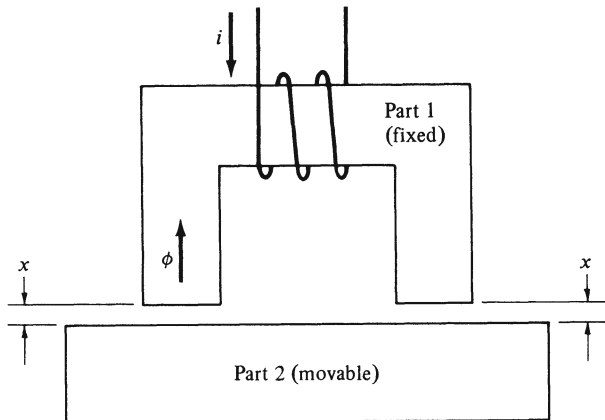 i
Part 1
(fixed)
ϕ
x
x
Part 2 (movable)